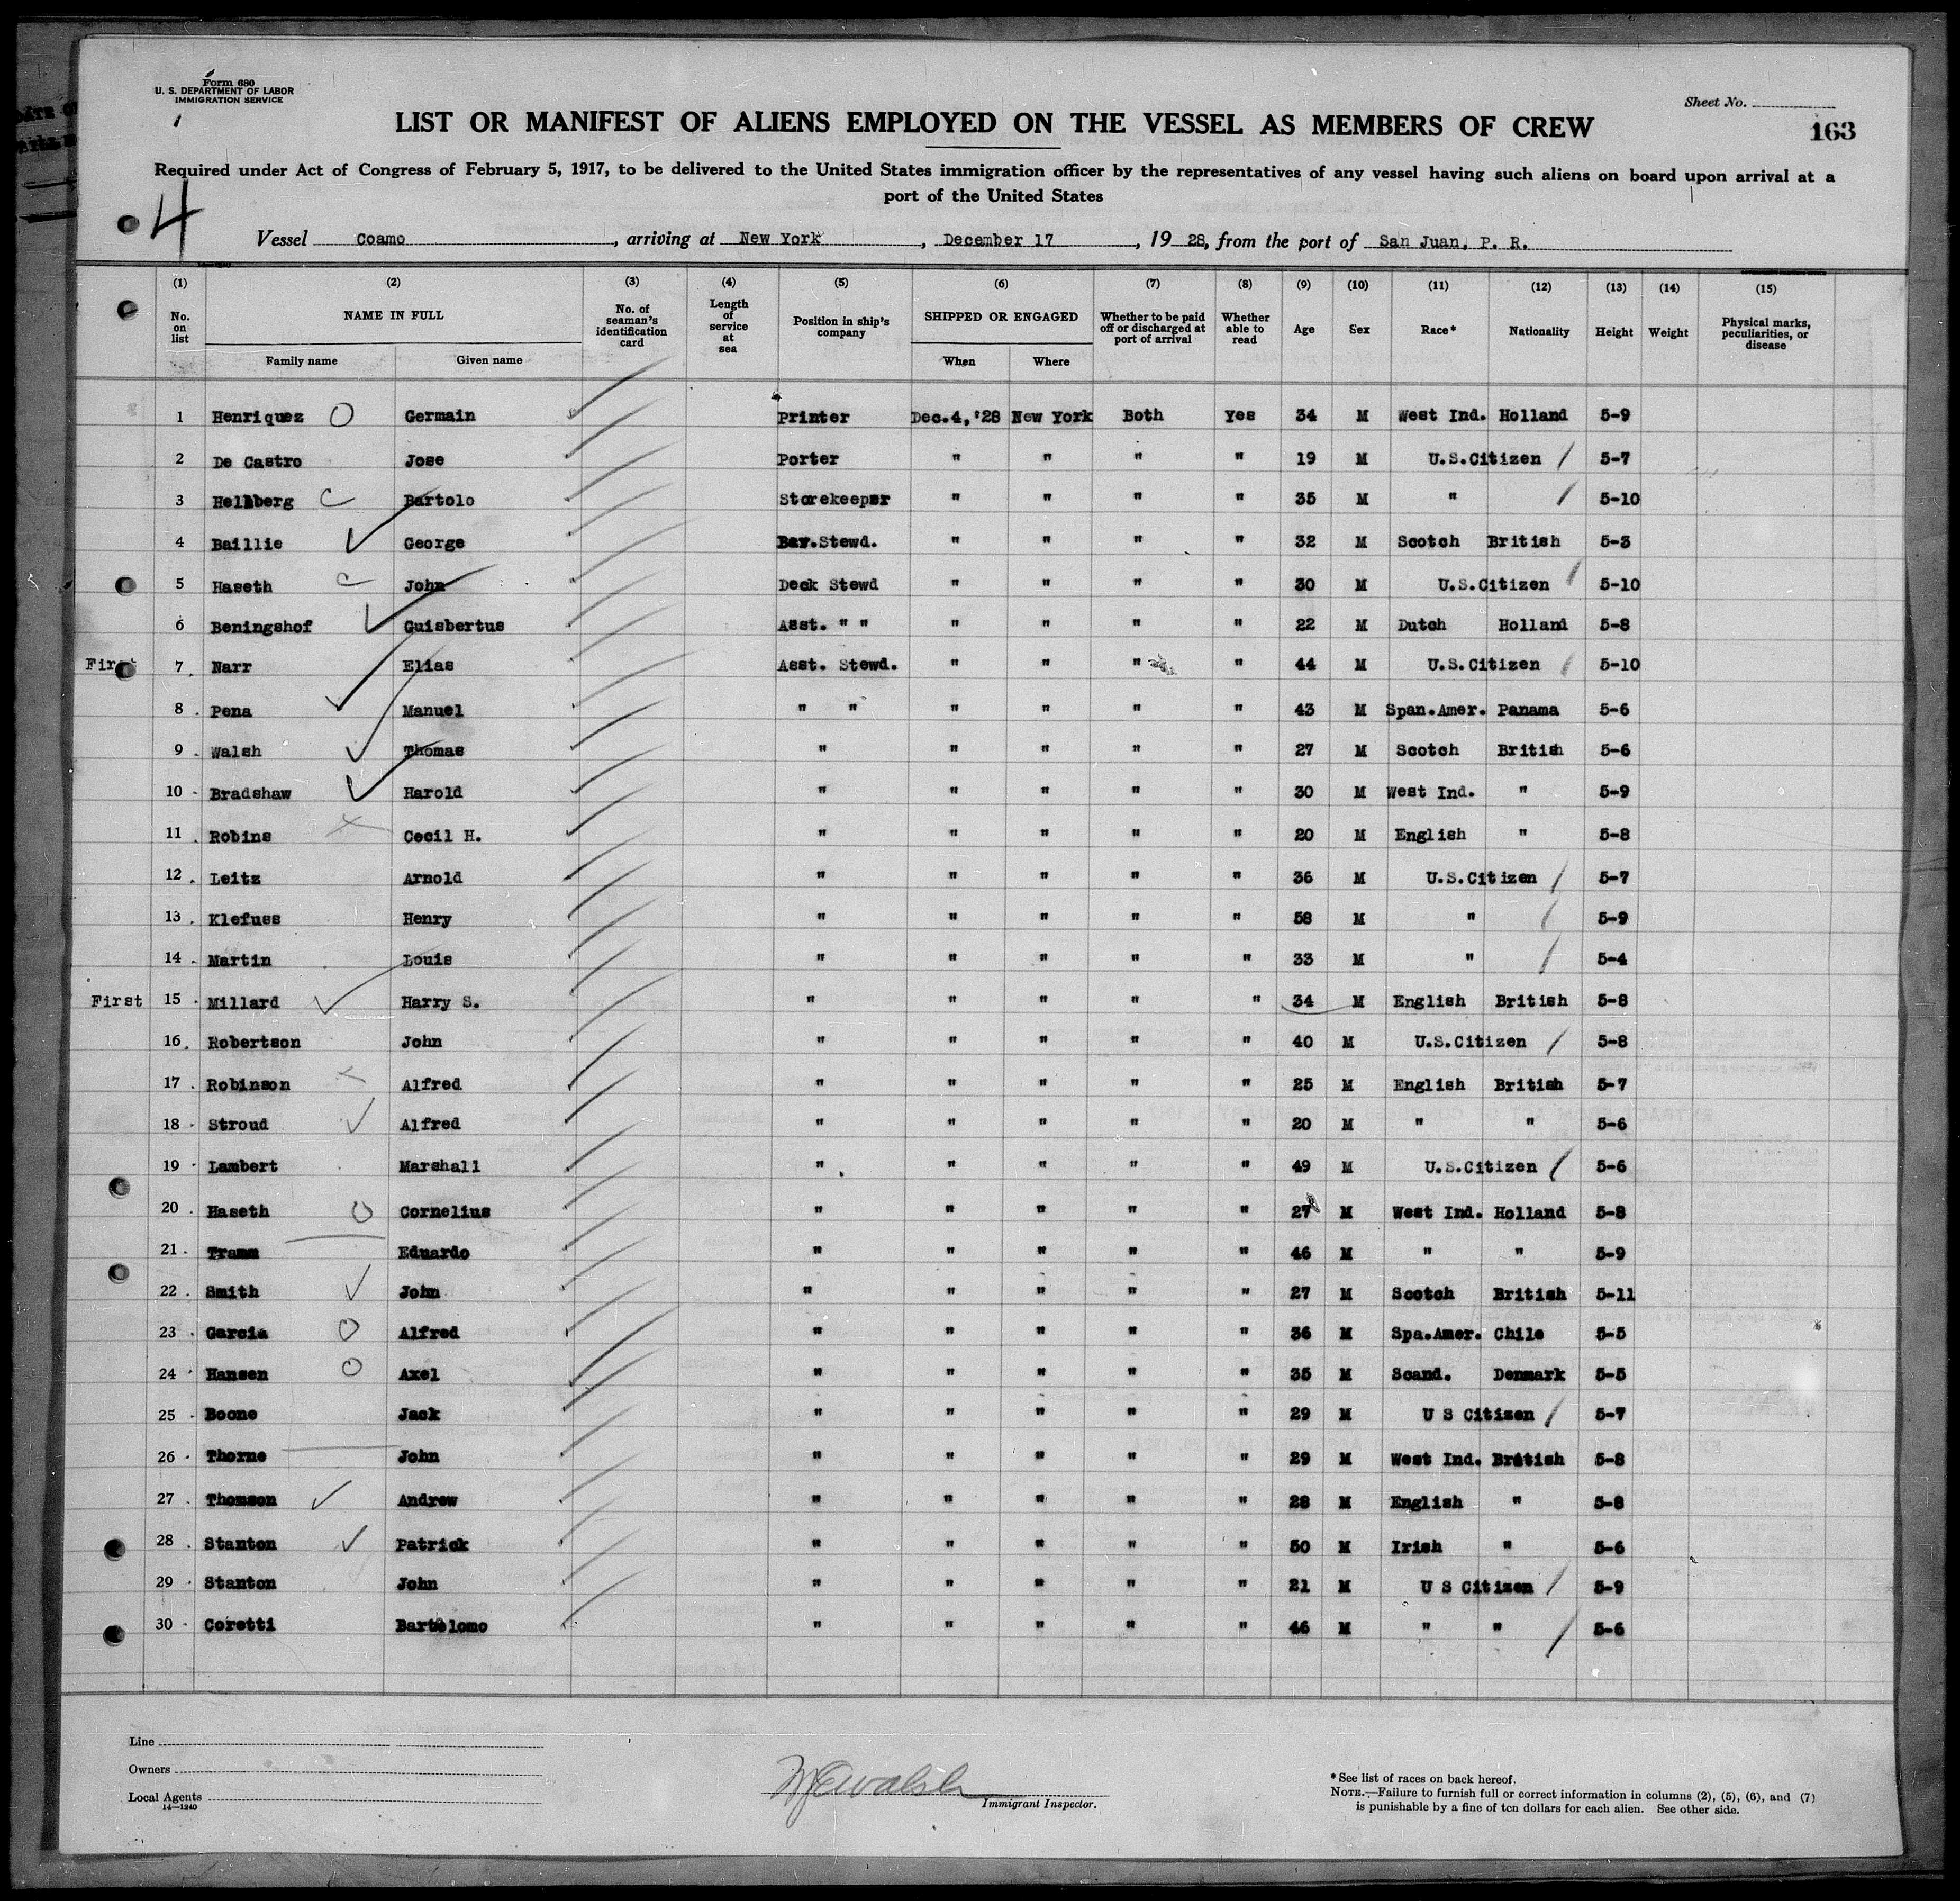 Form 680
U. S. DEPARTMENT OF LABOR
IMMIGRATION SERVICE
Sheet No.
LIST OR MANIFEST OF ALIENS EMPLOYED ON THE VESSEL AS MEMBERS OF CREW
163
Required under Act of Congress of February 5, 1917, to be delivered to the United States immigration officer by the representatives of any vessel having such aliens on board upon arrival at a
port of the United States
4
Vessel Coamo, arriving at New York, December 17, 19 28, from the port of San Juan, P. R.
(1) (2) (3) (4) (5) (6) (7) (8) (9) (10) (11) (12) (13) (14) (15)
No. on list NAME IN FULL Family name Given name No. of seaman's identification card Length of service at sea Position in ship's company SHIPPED OR ENGAGED When Where Whether to be paid off or discharged at port of arrival Whether able to read Age Sex Race* Nationality Height Weight Physical marks, peculiarities, or disease
1 Henriquez Germain Printer Dec.4,'28 New York Both Yes 34 M West Ind. Holland 5-9
2 De Castro Jose Porter " " " " 19 M U.S.Citizen 5-7
3 Hellberg Bartolo Storekeeper " " " " 35 M " 5-10
4 Baillie George Bar.Stewd. " " " " 32 M Scotch British 5-3
5 Haseth John Deck Stewd " " " " 30 M U.S.Citizen 5-10
6 Beningshof Guisbertus Asst. " " " " " " 22 M Dutch Holland 5-8
First 7 Narr Elias Asst. Stewd. " " " " 44 M U.S.Citizen 5-10
8 Pena Manuel " " " " " " 43 M Span.Amer. Panama 5-6
9 Walsh Thomas " " " " " 27 M Scotch British 5-6
10 Bradshaw Harold " " " " " 30 M West Ind. " 5-9
11 Robins Cecil H. " " " " " 20 M English " 5-8
12 Leitz Arnold " " " " " 36 M U.S.Citizen 5-7
13 Klefuss Henry " " " " " 58 M " 5-9
14 Martin Louis " " " " " 33 M " 5-4
First 15 Millard Harry S. " " " " " 34 M English British 5-8
16 Robertson John " " " " " 40 M U.S.Citizen 5-8
17 Robinson Alfred " " " " " 25 M English British 5-7
18 Stroud Alfred " " " " " 20 M " " 5-6
19 Lambert Marshall " " " " " 49 M U.S.Citizen 5-6
20 Haseth Cornelius " " " " " 27 M West Ind. Holland 5-8
21 Tramm Eduardo " " " " " 46 M " " 5-9
22 Smith John " " " " " 27 M Scotch British 5-11
23 Garcia Alfred " " " " " 36 M Spa.Amer. Chile 5-5
24 Hansen Axel " " " " " 35 M Scand. Denmark 5-5
25 Boone Jack " " " " " 29 M U S Citizen 5-7
26 Thorne John " " " " " 29 M West Ind. British 5-8
27 Thomson Andrew " " " " " 28 M English " 5-8
28 Stanton Patrick " " " " " 50 M Irish " 5-6
29 Stanton John " " " " " 21 M U S Citizen 5-9
30 Coretti Bartolomo " " " " " 46 M " " 5-6
Line
Owners
Local Agents
14—1240
Immigrant Inspector.
*See list of races on back hereof.
NOTE.—Failure to furnish full or correct information in columns (2), (5), (6), and (7)
is punishable by a fine of ten dollars for each alien. See other side.